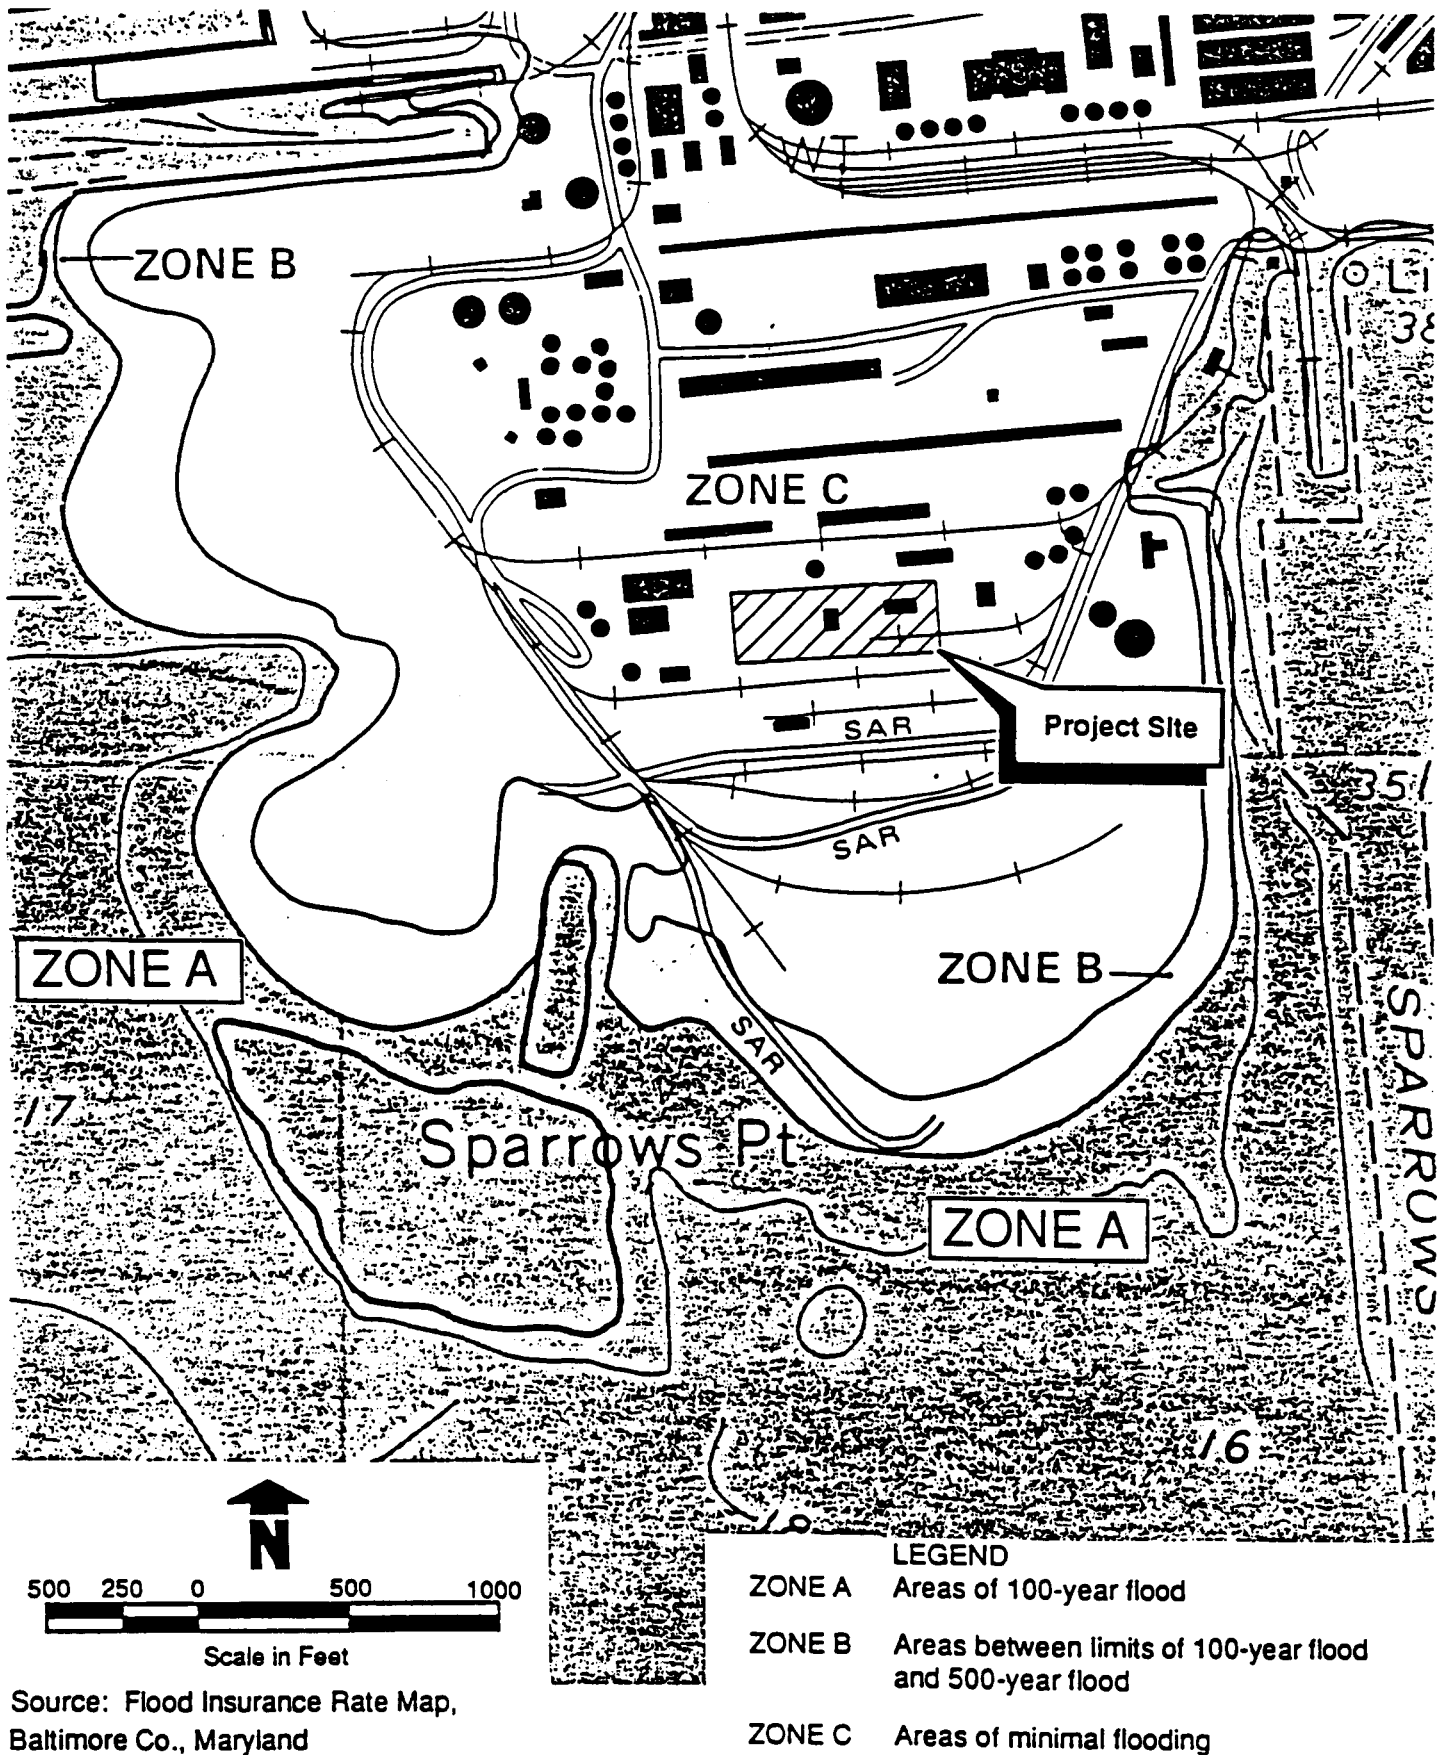 ZONE B
LI
38
ZONE C
SAR
Project Site
SAR
35
ZONE A
ZONE B
SAR
SPARROWS
17
Sparrows Pt
ZONE A
16
N
500 250 0 500 1000
Scale in Feet
Source: Flood Insurance Rate Map,
Baltimore Co., Maryland
LEGEND
ZONE A Areas of 100-year flood
ZONE B Areas between limits of 100-year flood
and 500-year flood
ZONE C Areas of minimal flooding